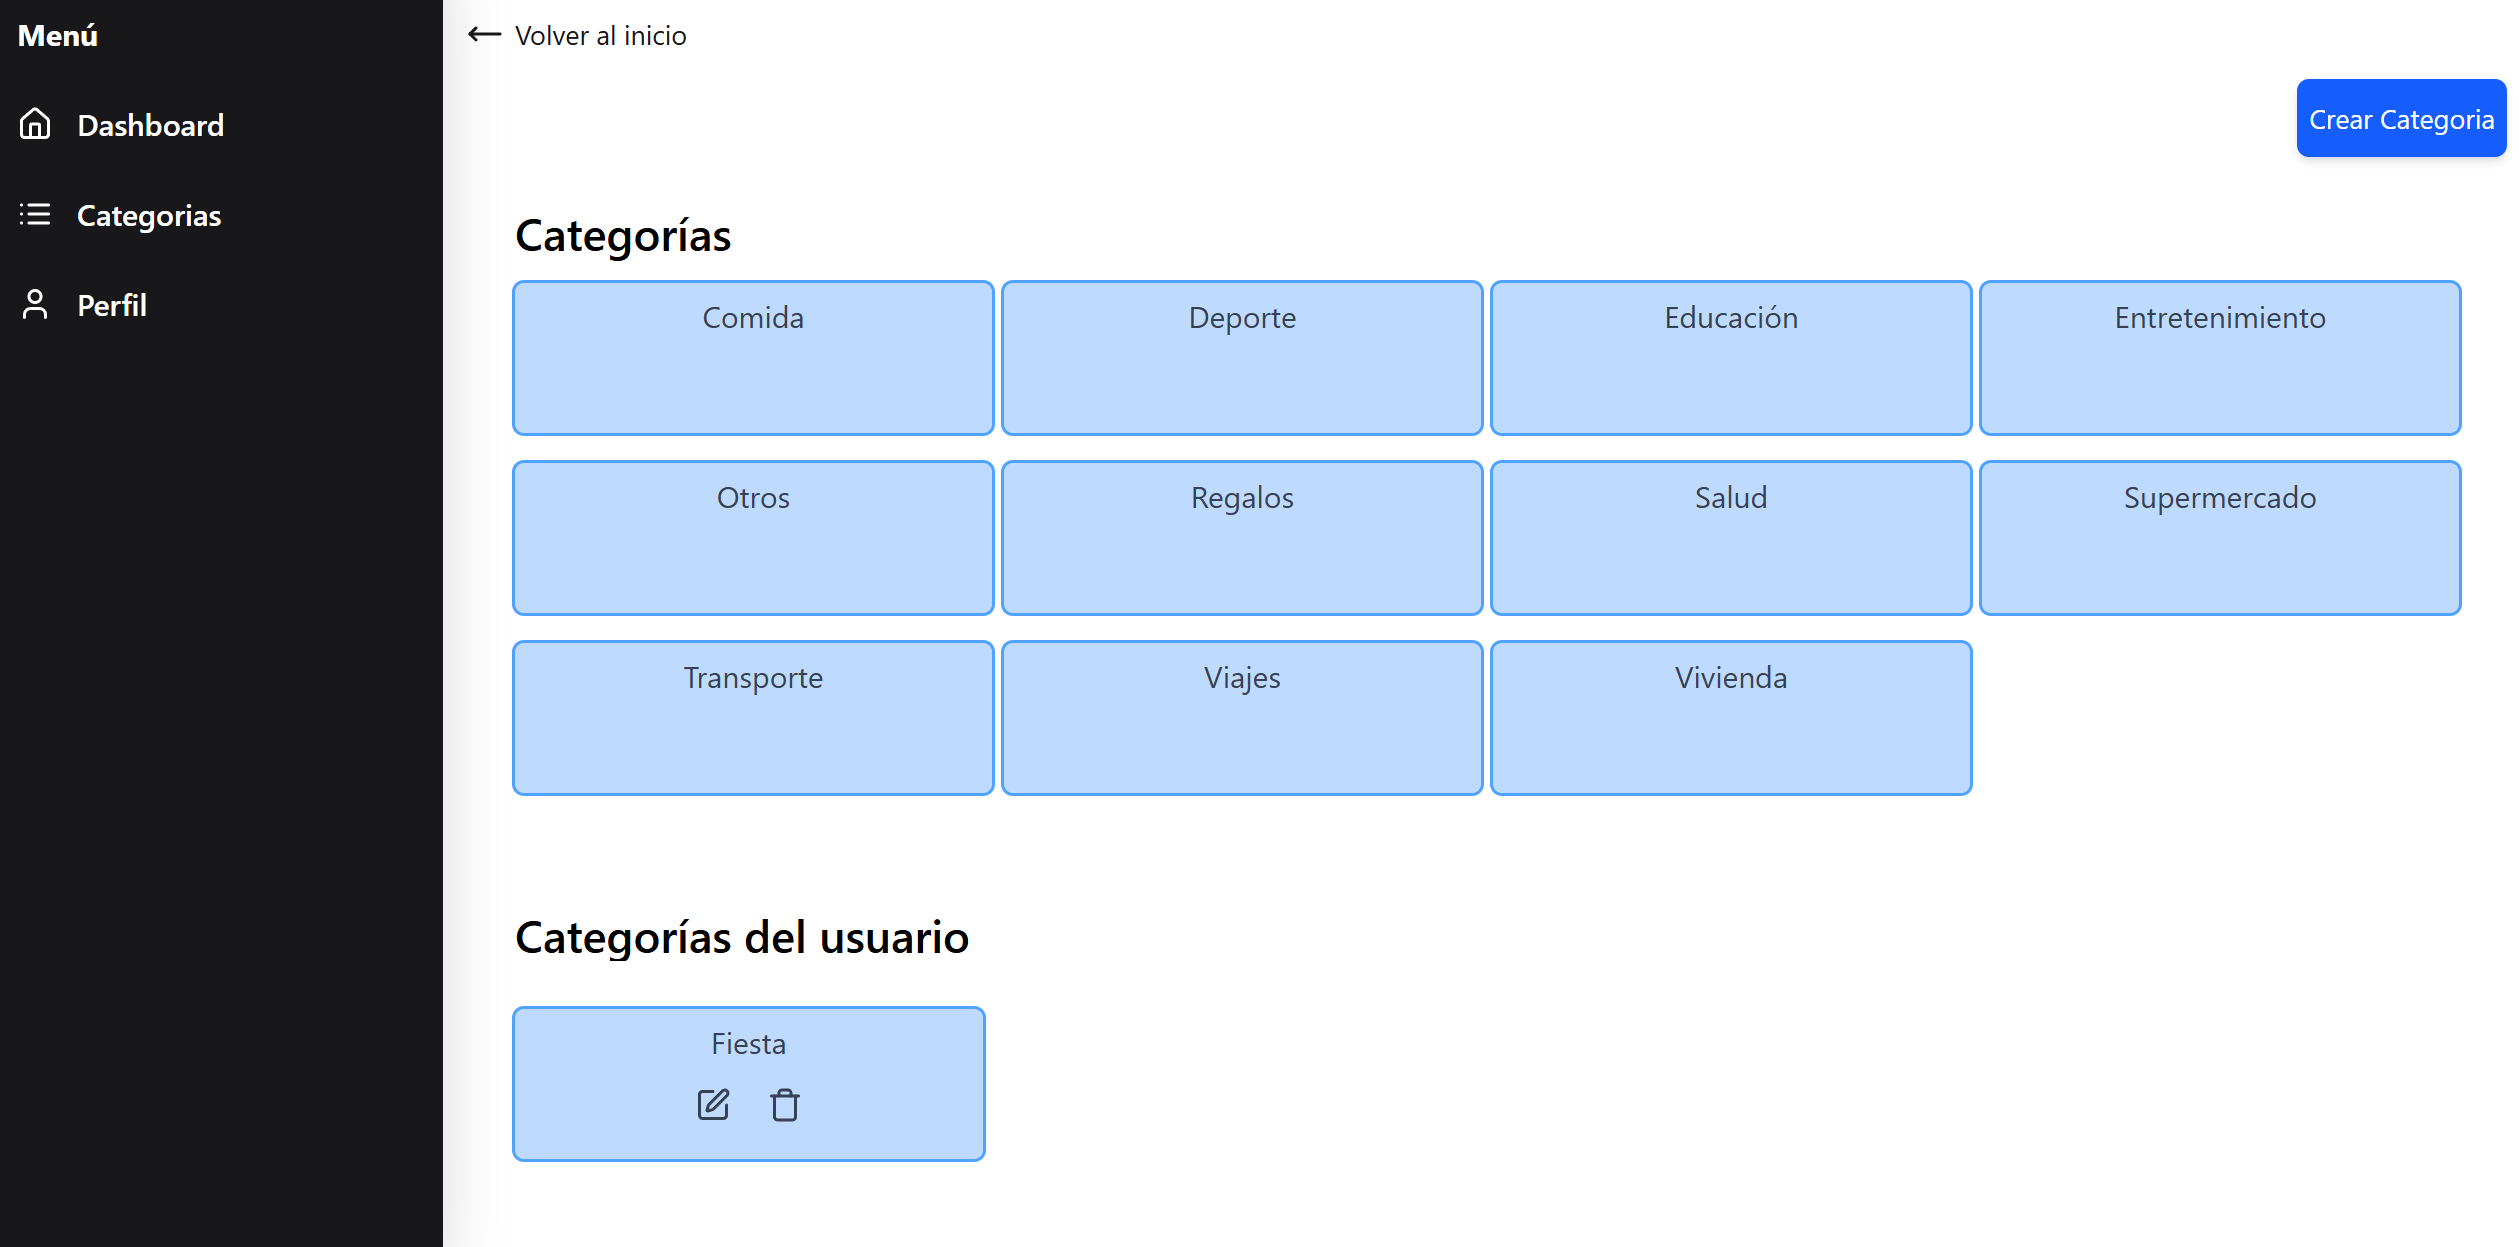 Menú
Dashboard
Categorias
Perfil
Volver al inicio
Crear Categoria
Categorías
Comida
Deporte
Educación
Entretenimiento
Otros
Regalos
Salud
Supermercado
Transporte
Viajes
Vivienda
Categorías del usuario
Fiesta